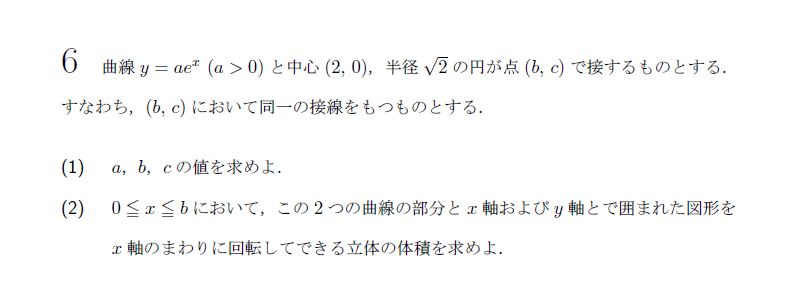 6 曲線 y = ae^x (a > 0) と中心 (2, 0)，半径 √2 の円が点 (b, c) で接するものとする．
すなわち，(b, c) において同一の接線をもつものとする．
(1) a，b，c の値を求めよ．
(2) 0 ≦ x ≦ b において，この 2 つの曲線の部分と x 軸および y 軸とで囲まれた図形を
x 軸のまわりに回転してできる立体の体積を求めよ．